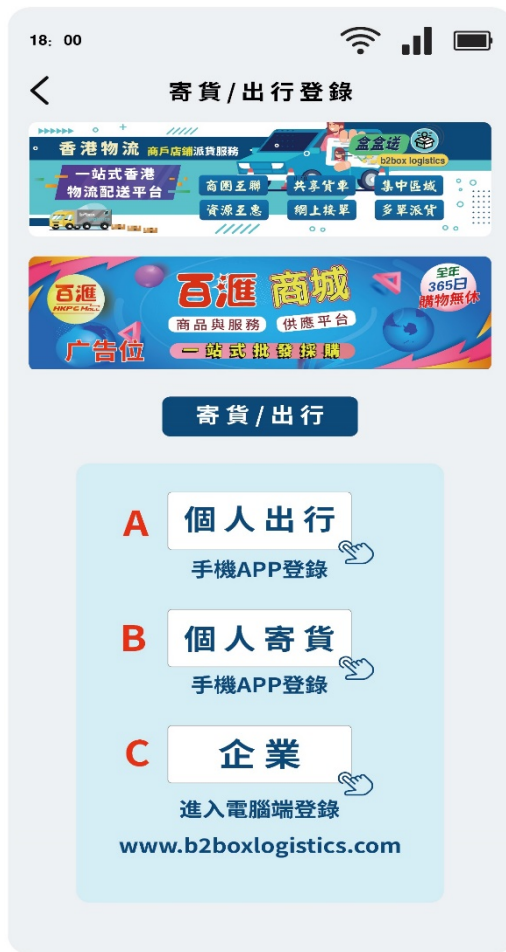 18: 00
寄貨/出行登錄
香港物流 商戶店鋪派貨服務
盒盒送
b2box logistics
一站式香港
物流配送平台
商圈互聯 共享貨車 集中區域
資源互惠 網上接單 多單派貨
百滙
HKPC MALL
百滙 商城
全年
365日
購物無休
商品與服務 供應平台
广告位
一站式批發採購
寄貨/出行
A 個人出行
手機APP登錄
B 個人寄貨
手機APP登錄
C 企業
進入電腦端登錄
www.b2boxlogistics.com